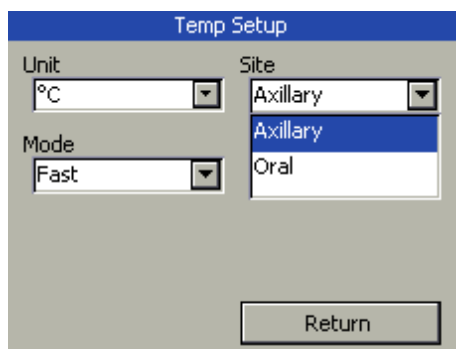 Temp Setup
Unit
°C
Site
Axillary
Axillary
Oral
Mode
Fast
Return